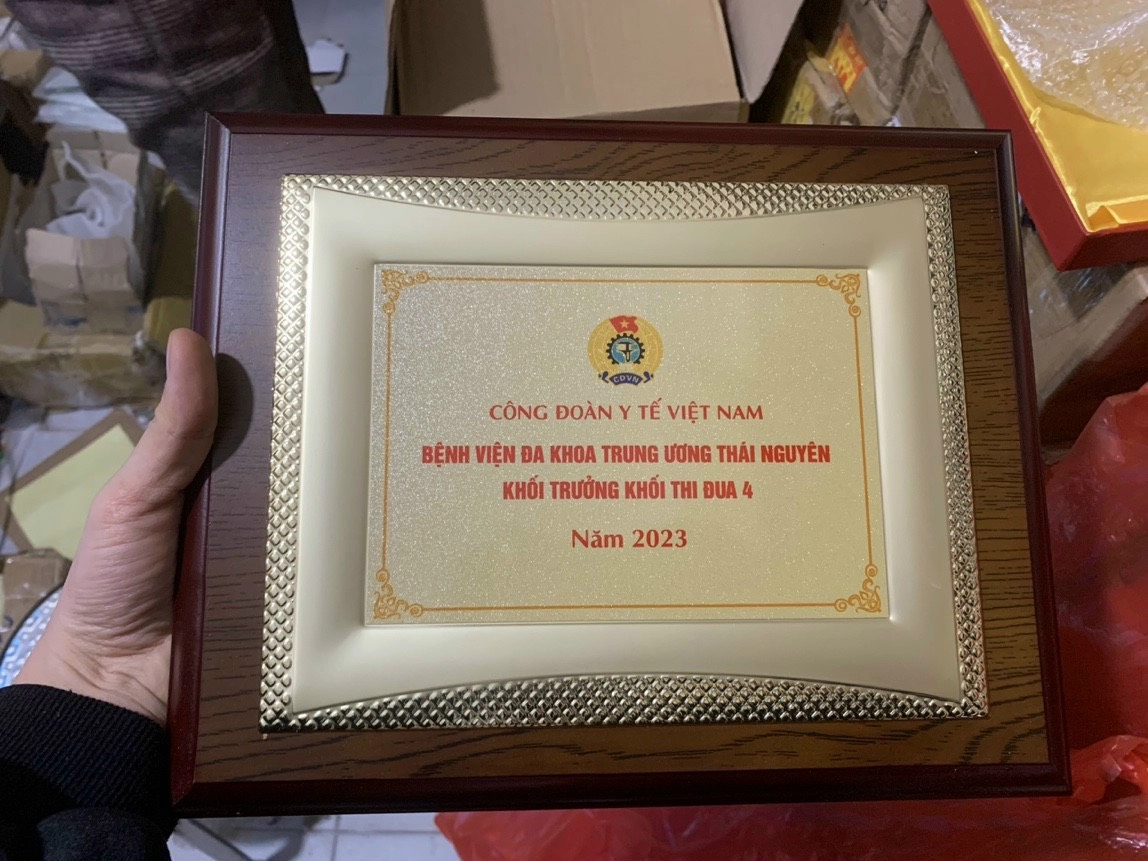 CDVN
CÔNG ĐOÀN Y TẾ VIỆT NAM
BỆNH VIỆN ĐA KHOA TRUNG ƯƠNG THÁI NGUYÊN
KHỐI TRƯỞNG KHỐI THI ĐUA 4
Năm 2023